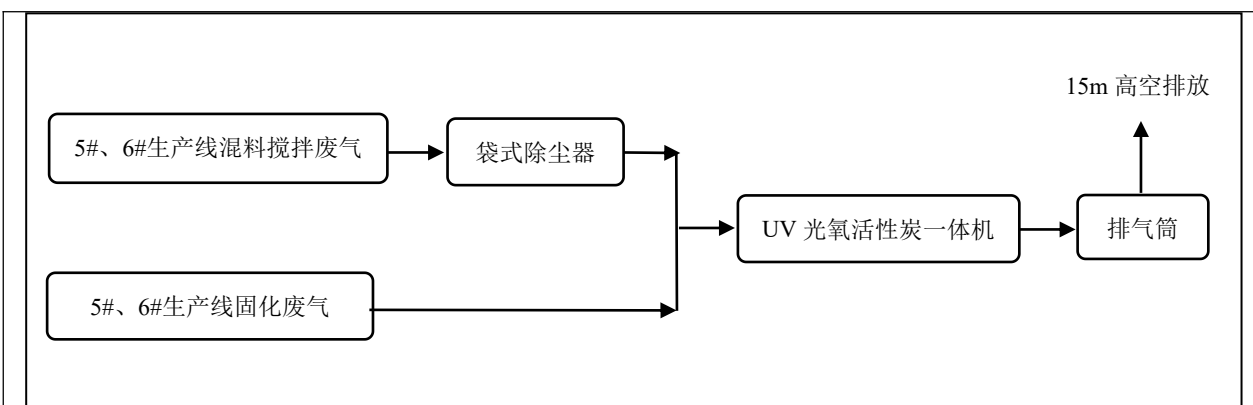 15m 高空排放
5#、6#生产线混料搅拌废气
袋式除尘器
UV 光氧活性炭一体机
排气筒
5#、6#生产线固化废气